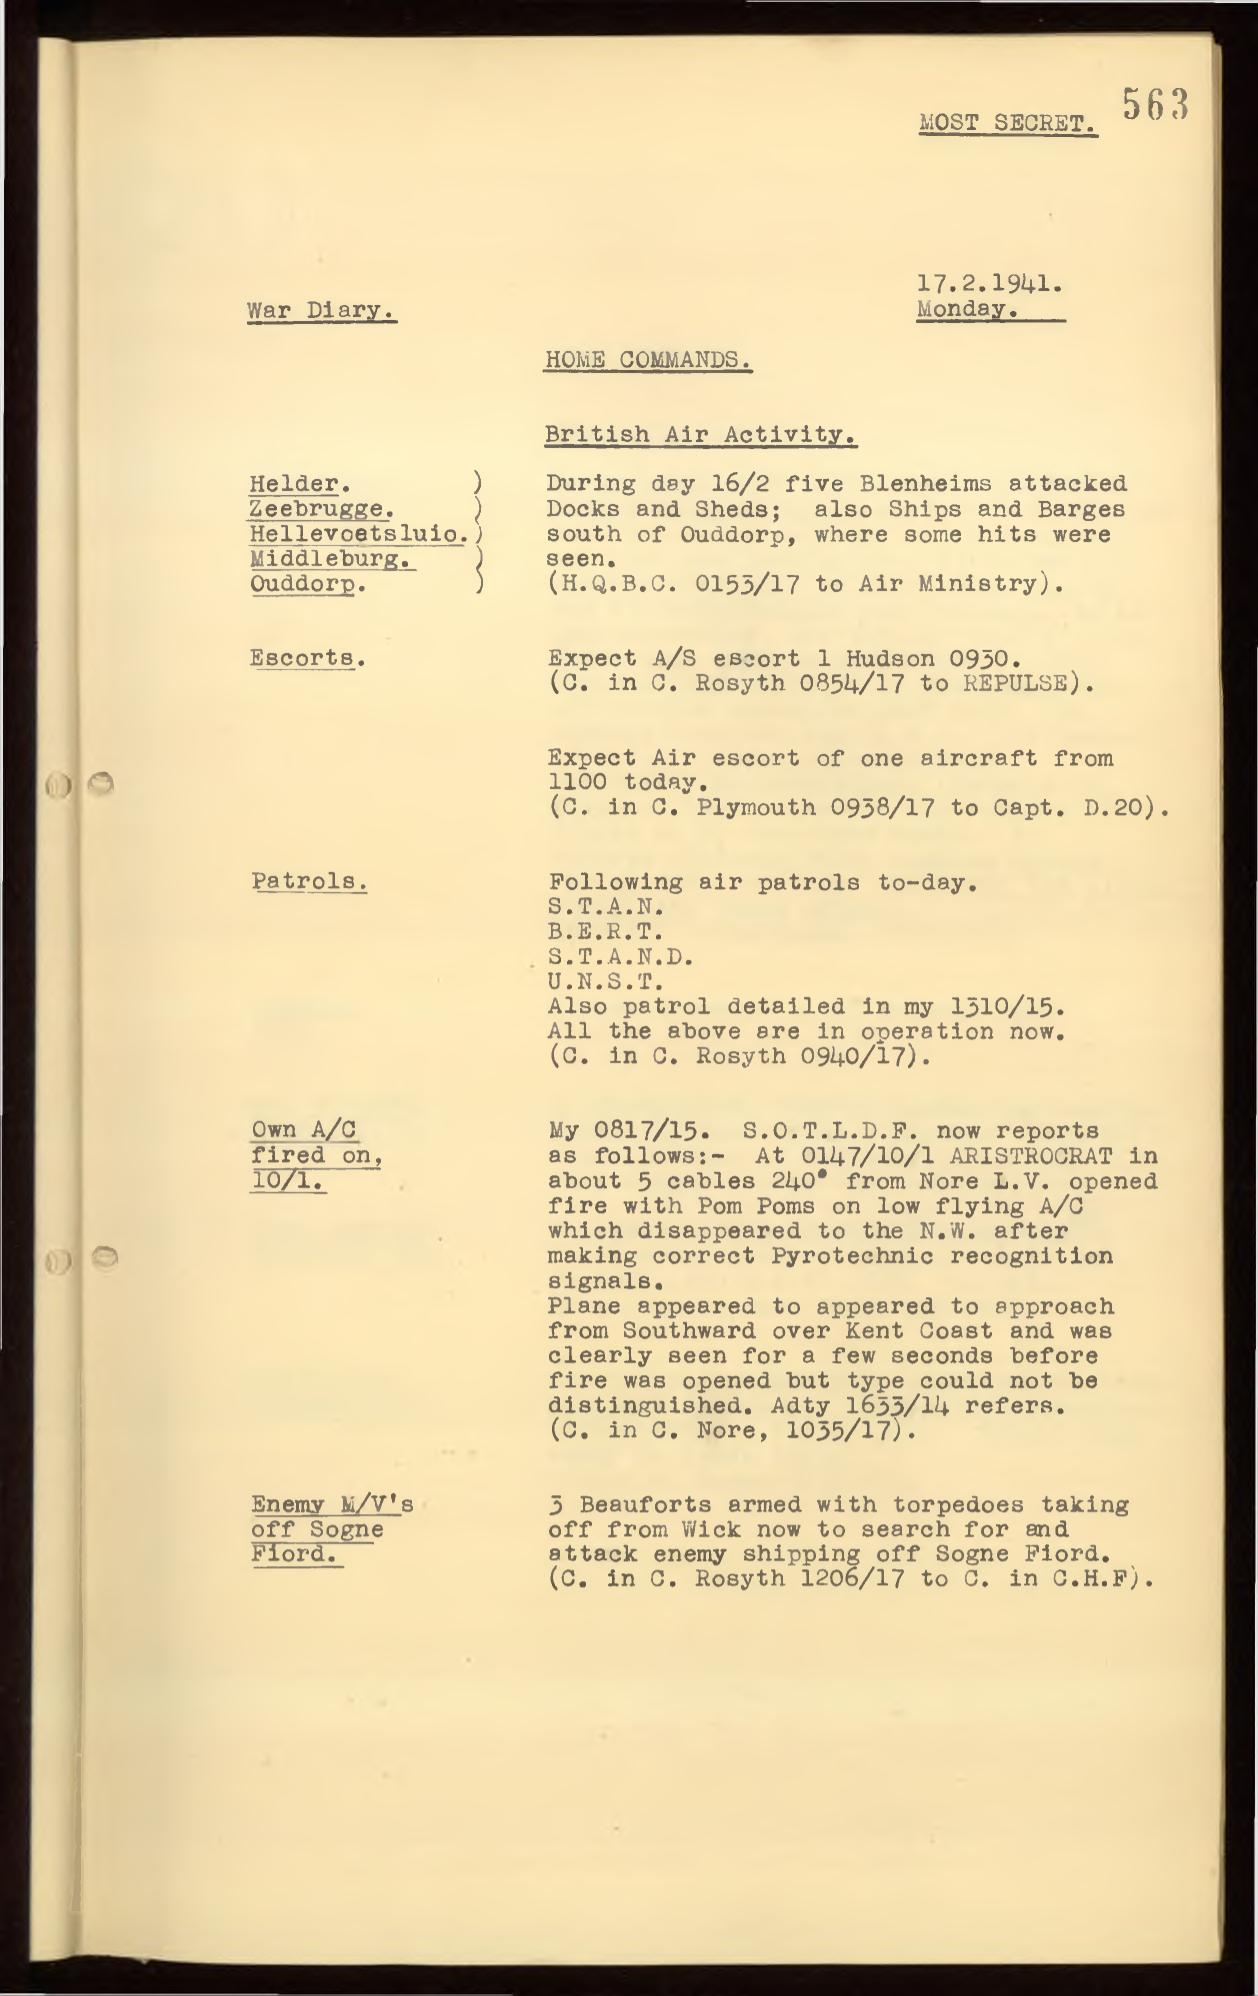 563
MOST SECRET.
17.2.1941.
War Diary. Monday.
HOME COMMANDS.
British Air Activity.
Helder. ) During day 16/2 five Blenheims attacked
Zeebrugge. ) Docks and Sheds; also Ships and Barges
Hellevoetsluio. ) south of Ouddorp, where some hits were
Middleburg. ) seen.
Ouddorp. ) (H.Q.B.C. 0153/17 to Air Ministry).
Escorts. Expect A/S escort 1 Hudson 0930.
(C. in C. Rosyth 0854/17 to REPULSE).
Expect Air escort of one aircraft from
1100 today.
(C. in C. Plymouth 0938/17 to Capt. D.20).
Patrols. Following air patrols to-day.
S.T.A.N.
B.E.R.T.
S.T.A.N.D.
U.N.S.T.
Also patrol detailed in my 1310/15.
All the above are in operation now.
(C. in C. Rosyth 0940/17).
Own A/C My 0817/15. S.O.T.L.D.F. now reports
fired on, as follows:- At 0147/10/1 ARISTROCRAT in
10/1. about 5 cables 240° from Nore L.V. opened
fire with Pom Poms on low flying A/C
which disappeared to the N.W. after
making correct Pyrotechnic recognition
signals.
Plane appeared to appeared to approach
from Southward over Kent Coast and was
clearly seen for a few seconds before
fire was opened but type could not be
distinguished. Adty 1633/14 refers.
(C. in C. Nore, 1035/17).
Enemy M/V's 3 Beauforts armed with torpedoes taking
off Sogne off from Wick now to search for and
Fiord. attack enemy shipping off Sogne Fiord.
(C. in C. Rosyth 1206/17 to C. in C.H.F).